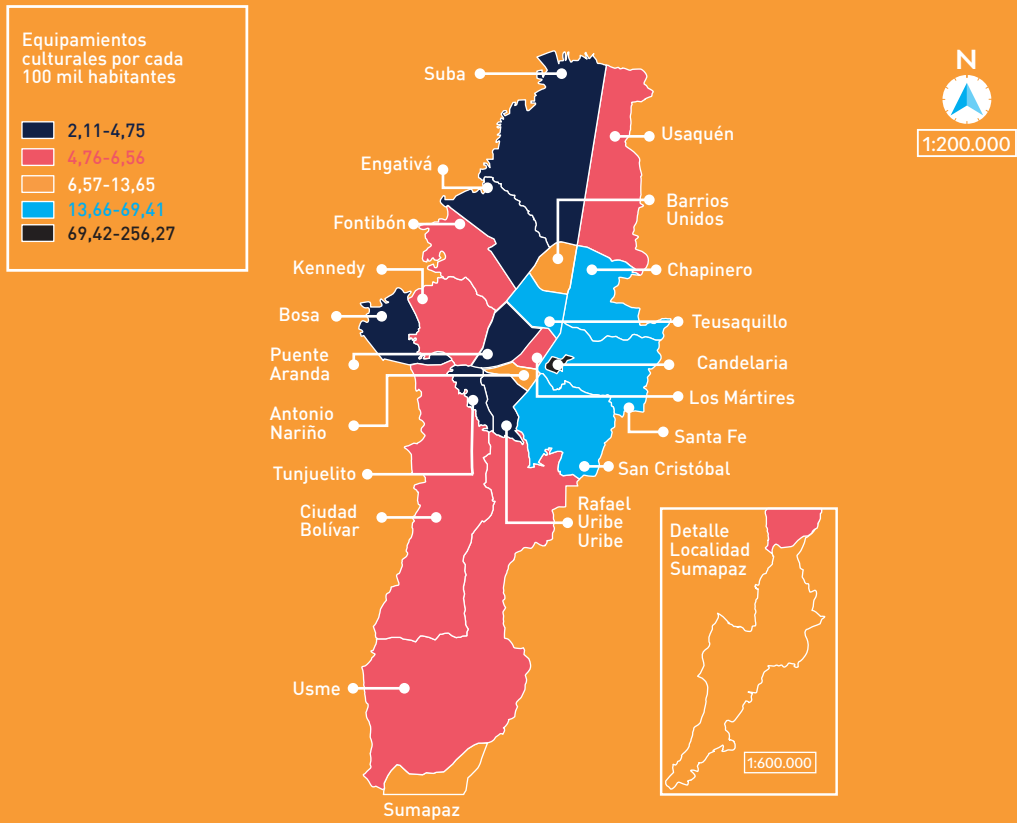 Equipamientos
culturales por cada
100 mil habitantes
2,11-4,75
4,76-6,56
6,57-13,65
13,66-69,41
69,42-256,27
N
1:200.000
Suba
Usaquén
Engativá
Barrios
Unidos
Fontibón
Kennedy
Chapinero
Bosa
Teusaquillo
Puente
Aranda
Candelaria
Los Mártires
Antonio
Nariño
Santa Fe
Tunjuelito
San Cristóbal
Ciudad
Bolívar
Rafael
Uribe
Uribe
Detalle
Localidad
Sumapaz
Usme
1:600.000
Sumapaz